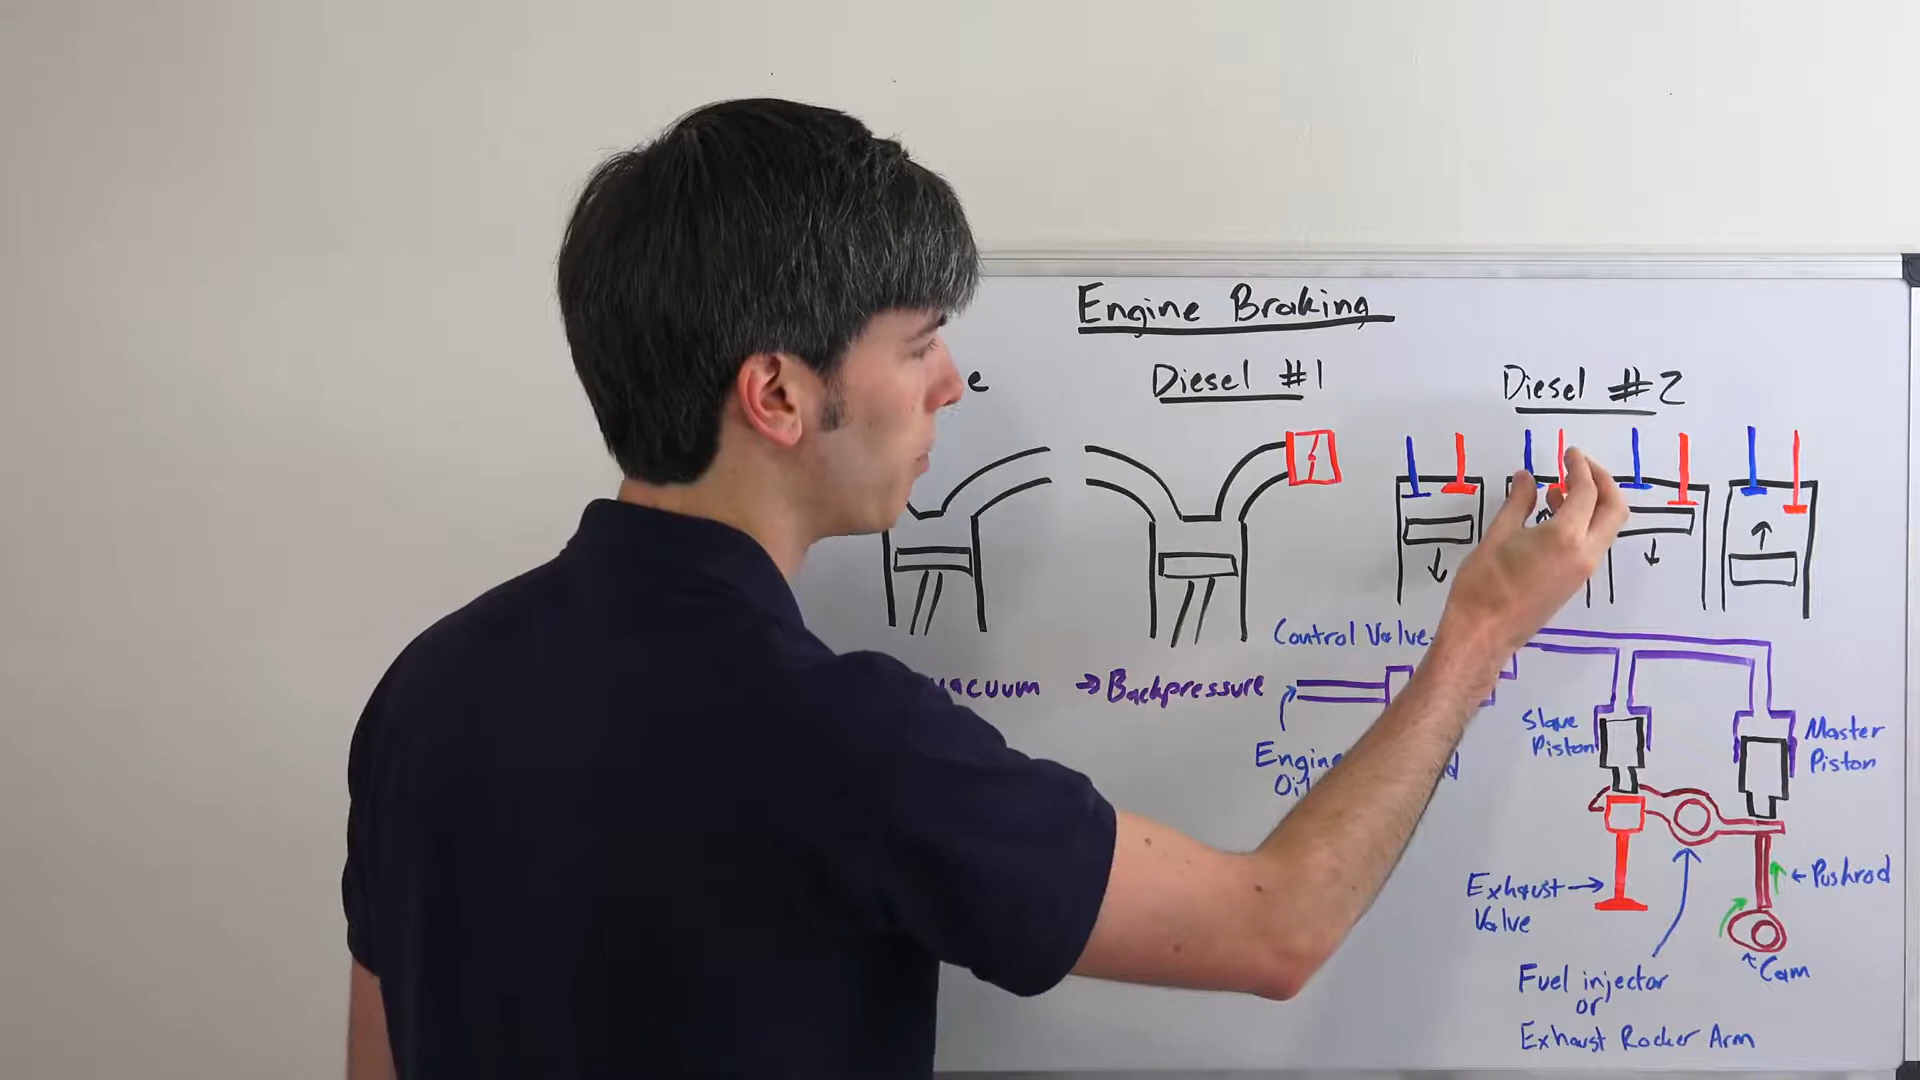 Engine Braking
Diesel #1
Diesel #2
Control Valve
vacuum
→Backpressure
Slave
Piston
Master
Piston
Exhaust→
Valve
←Pushrod
Cam
Fuel injector
or
Exhaust Rocker Arm